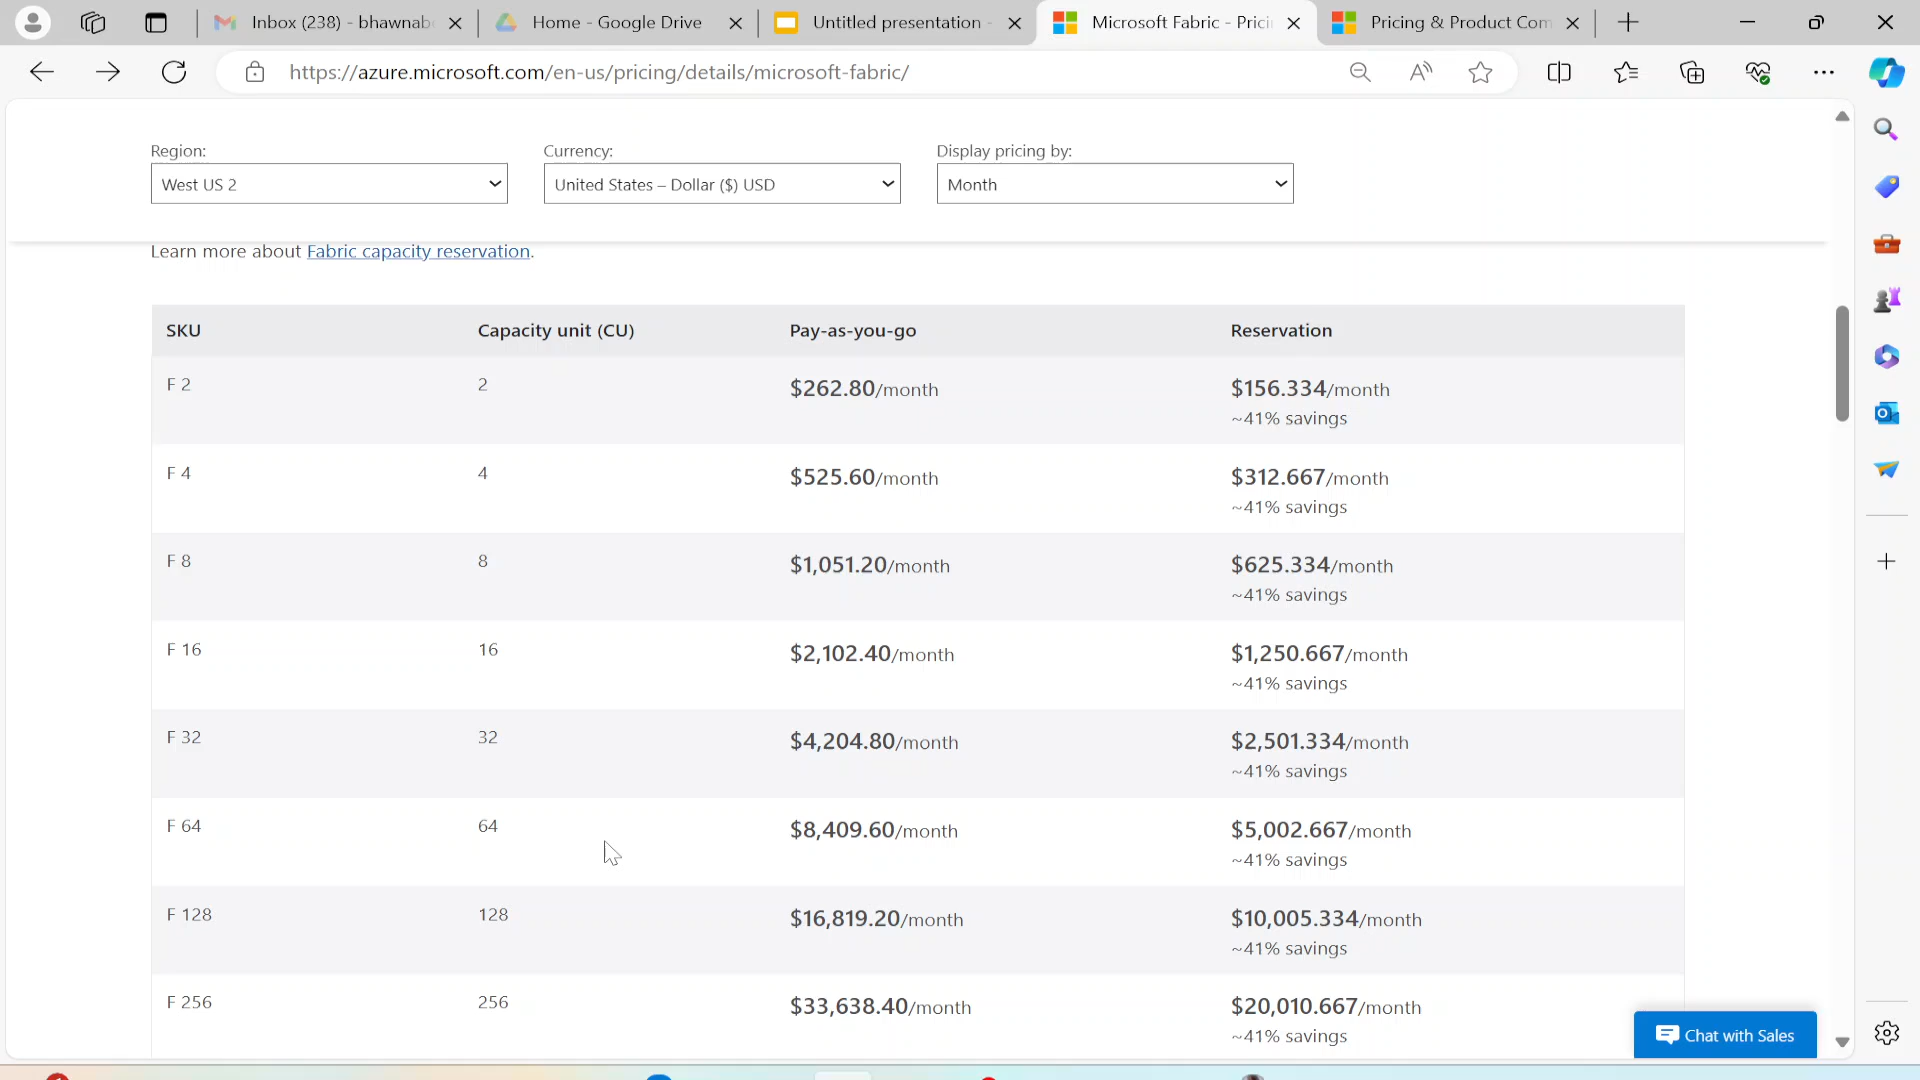 Inbox (238) - bhawnab
Home - Google Drive
Untitled presentation -
Microsoft Fabric - Prici
Pricing & Product Com
https://azure.microsoft.com/en-us/pricing/details/microsoft-fabric/
Region: Currency: Display pricing by:
West US 2 United States – Dollar ($) USD Month
Learn more about Fabric capacity reservation.
SKU Capacity unit (CU) Pay-as-you-go Reservation
F 2 2 $262.80/month $156.334/month
~41% savings
F 4 4 $525.60/month $312.667/month
~41% savings
F 8 8 $1,051.20/month $625.334/month
~41% savings
F 16 16 $2,102.40/month $1,250.667/month
~41% savings
F 32 32 $4,204.80/month $2,501.334/month
~41% savings
F 64 64 $8,409.60/month $5,002.667/month
~41% savings
F 128 128 $16,819.20/month $10,005.334/month
~41% savings
F 256 256 $33,638.40/month $20,010.667/month
~41% savings
Chat with Sales